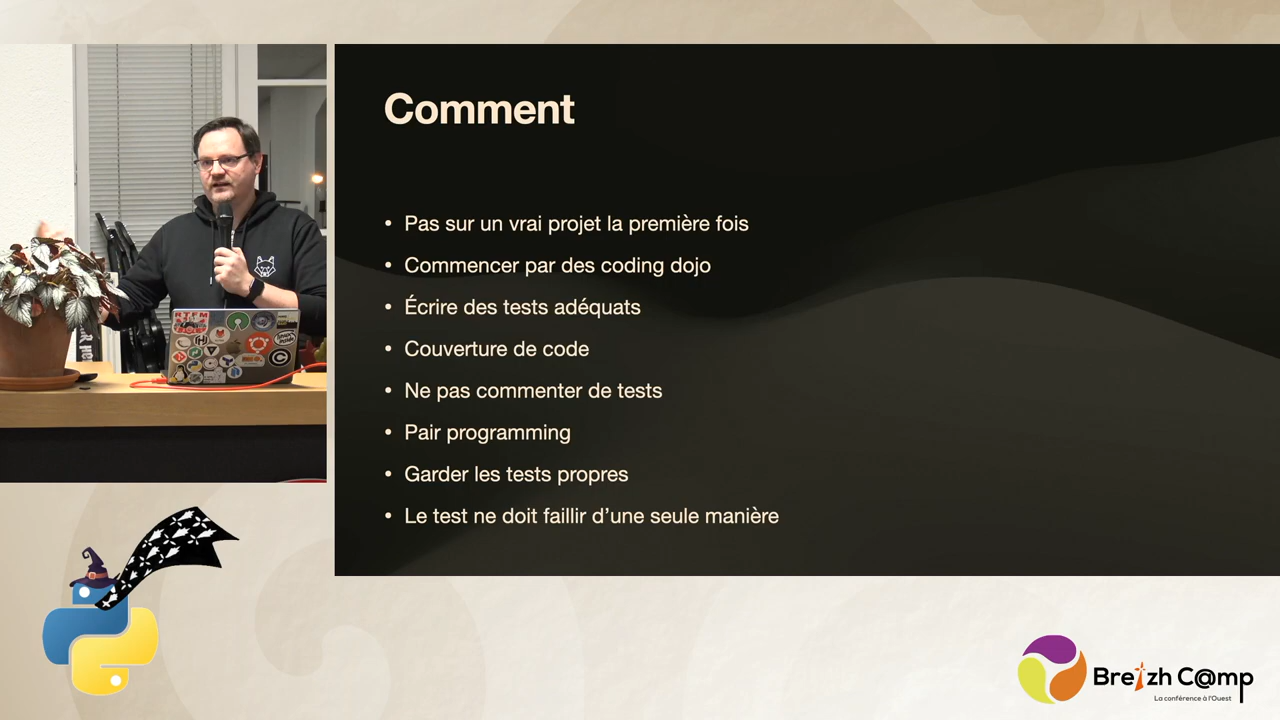 Comment
• Pas sur un vrai projet la première fois
• Commencer par des coding dojo
• Écrire des tests adéquats
• Couverture de code
• Ne pas commenter de tests
• Pair programming
• Garder les tests propres
• Le test ne doit faillir d’une seule manière
Breizh C@mp
La conférence à l'Ouest